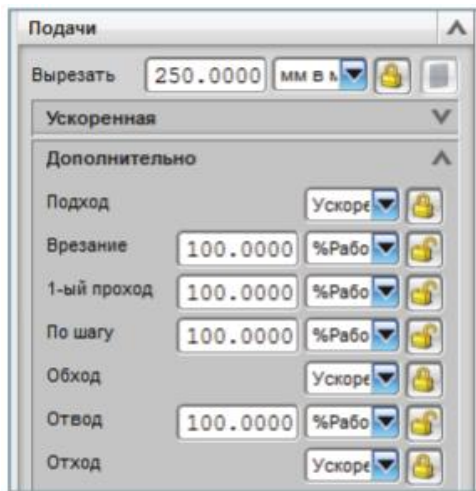 Подачи
Вырезать 250.0000 мм в м
Ускоренная
Дополнительно
Подход Ускоре
Врезание 100.0000 %Рабо
1-ый проход 100.0000 %Рабо
По шагу 100.0000 %Рабо
Обход Ускоре
Отвод 100.0000 %Рабо
Отход Ускоре